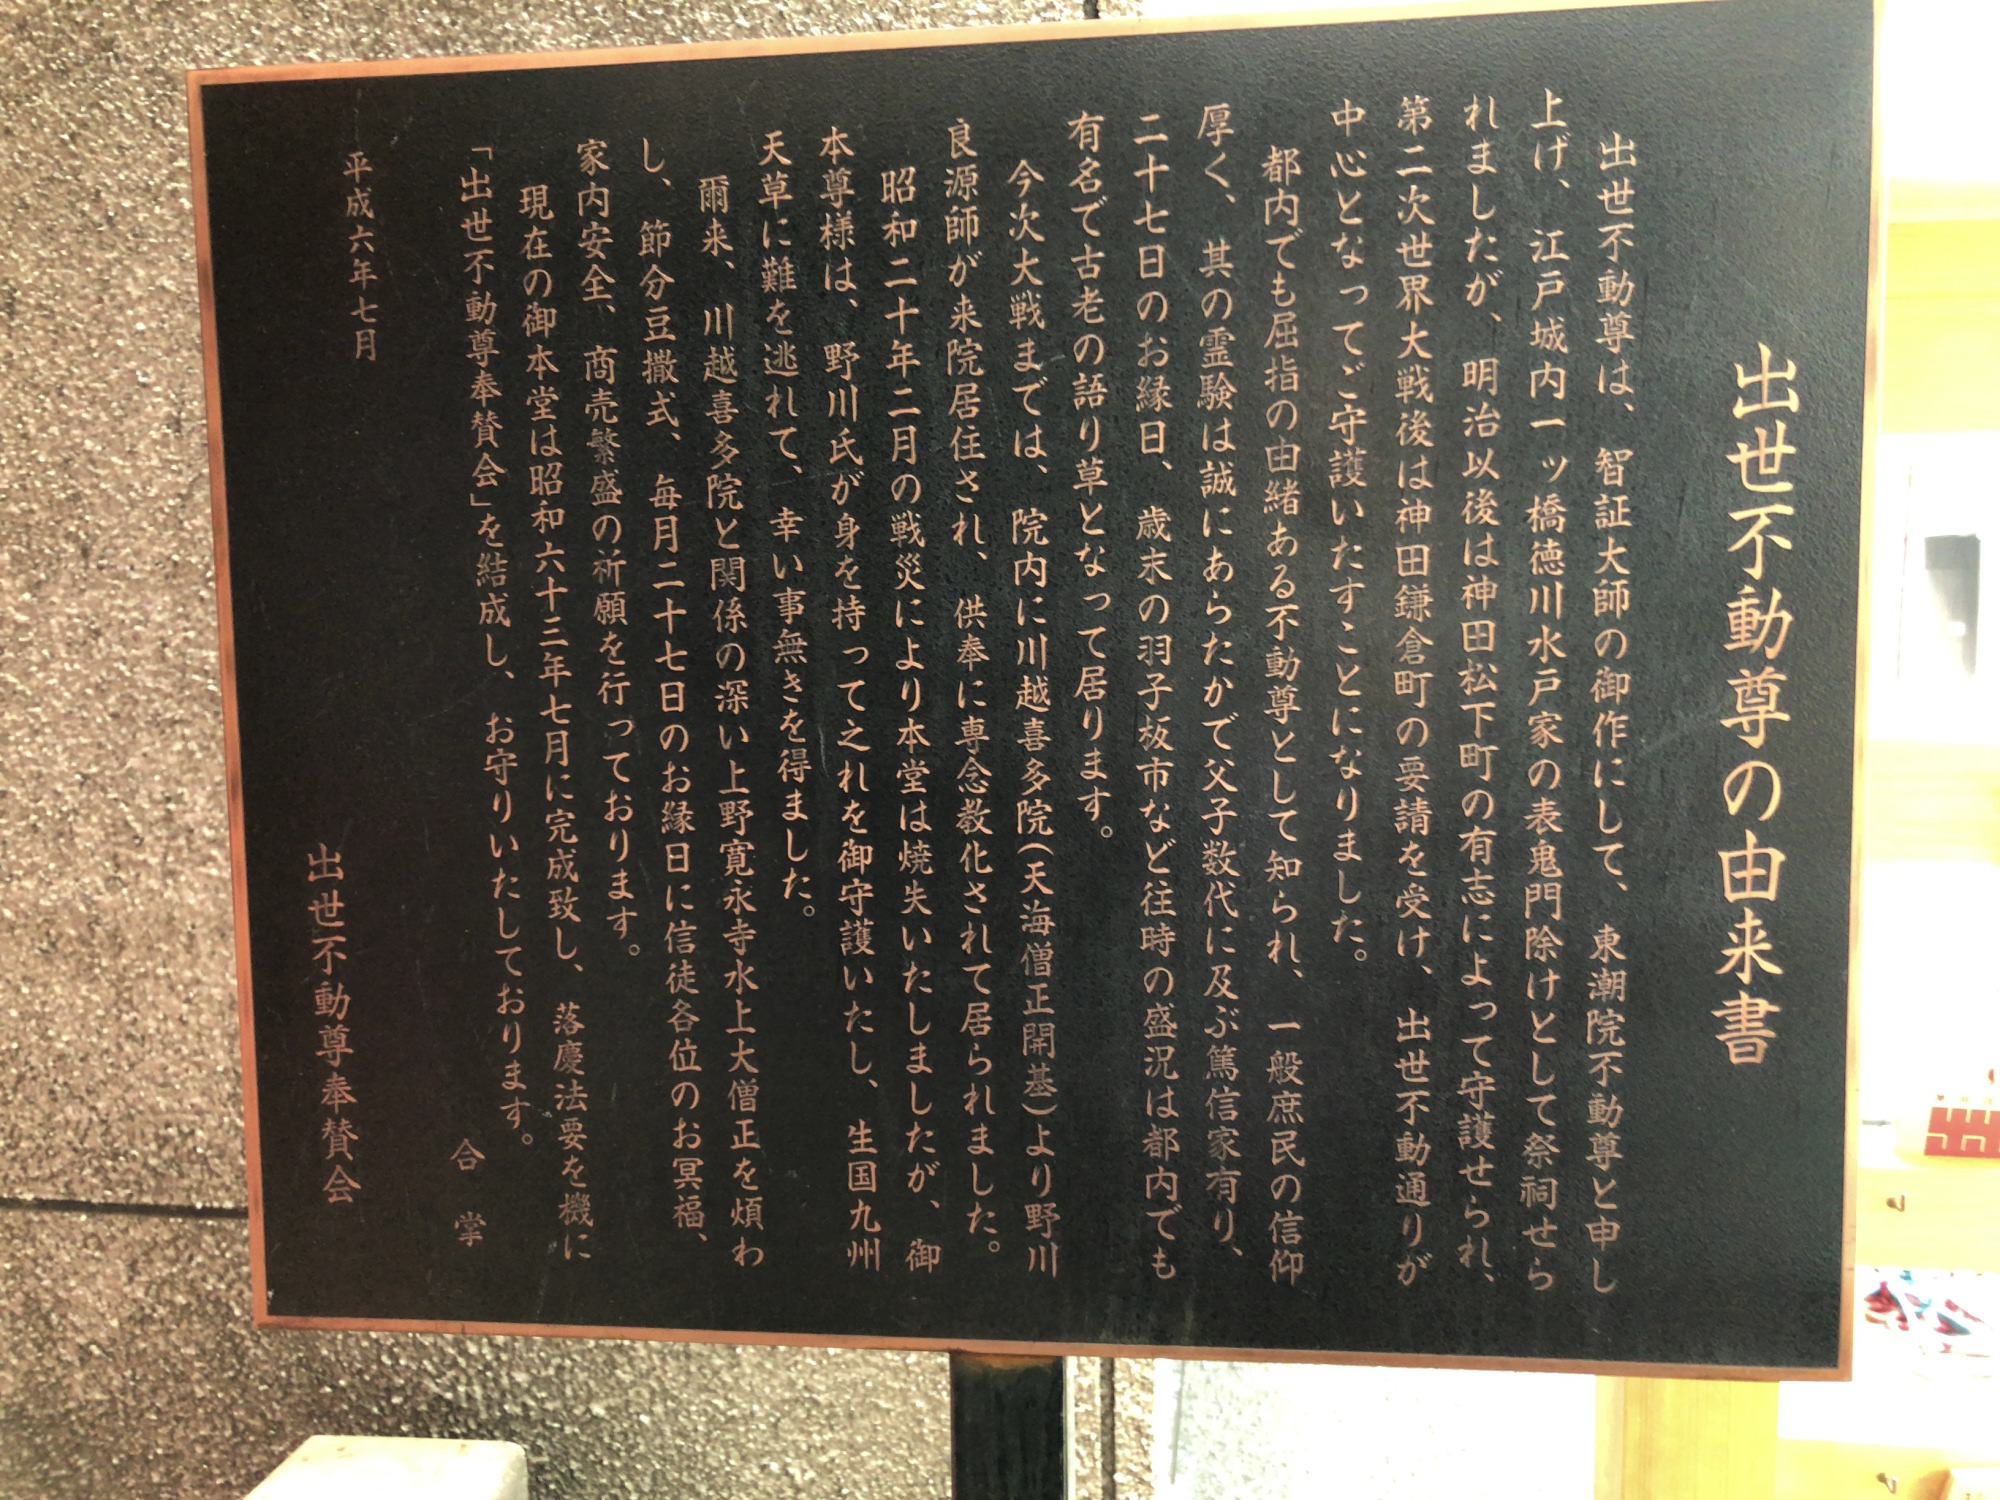 出世不動尊の由来書
出世不動尊は、智証大師の御作にして、東潮院不動尊と申し
上げ、江戸城内一ッ橋徳川水戸家の表鬼門除けとして祭祠せら
れましたが、明治以後は神田松下町の有志によって守護せられ、
第二次世界大戦後は神田鎌倉町の要請を受け、出世不動通りが
中心となってご守護いたすことになりました。
都内でも屈指の由緒ある不動尊として知られ、一般庶民の信仰
厚く、其の霊験は誠にあらたかで父子数代に及ぶ篤信家有り、
二十七日のお縁日、歳末の羽子板市など往時の盛況は都内でも
有名で古老の語り草となって居ります。
今次大戦までは、院内に川越喜多院(天海僧正開基)より野川
良源師が来院居住され、供奉に専念教化されて居られました。
昭和二十年二月の戦災により本堂は焼失いたしましたが、御
本尊様は、野川氏が身を持って之れを御守護いたし、生国九州
天草に難を逃れて、幸い事無きを得ました。
爾来、川越喜多院と関係の深い上野寛永寺水上大僧正を煩わ
し、節分豆撒式、毎月二十七日のお縁日に信徒各位のお冥福、
家内安全、商売繁盛の祈願を行っております。
現在の御本堂は昭和六十三年七月に完成致し、落慶法要を機に
「出世不動尊奉賛会」を結成し、お守りいたしております。
合掌
平成六年七月
出世不動尊奉賛会